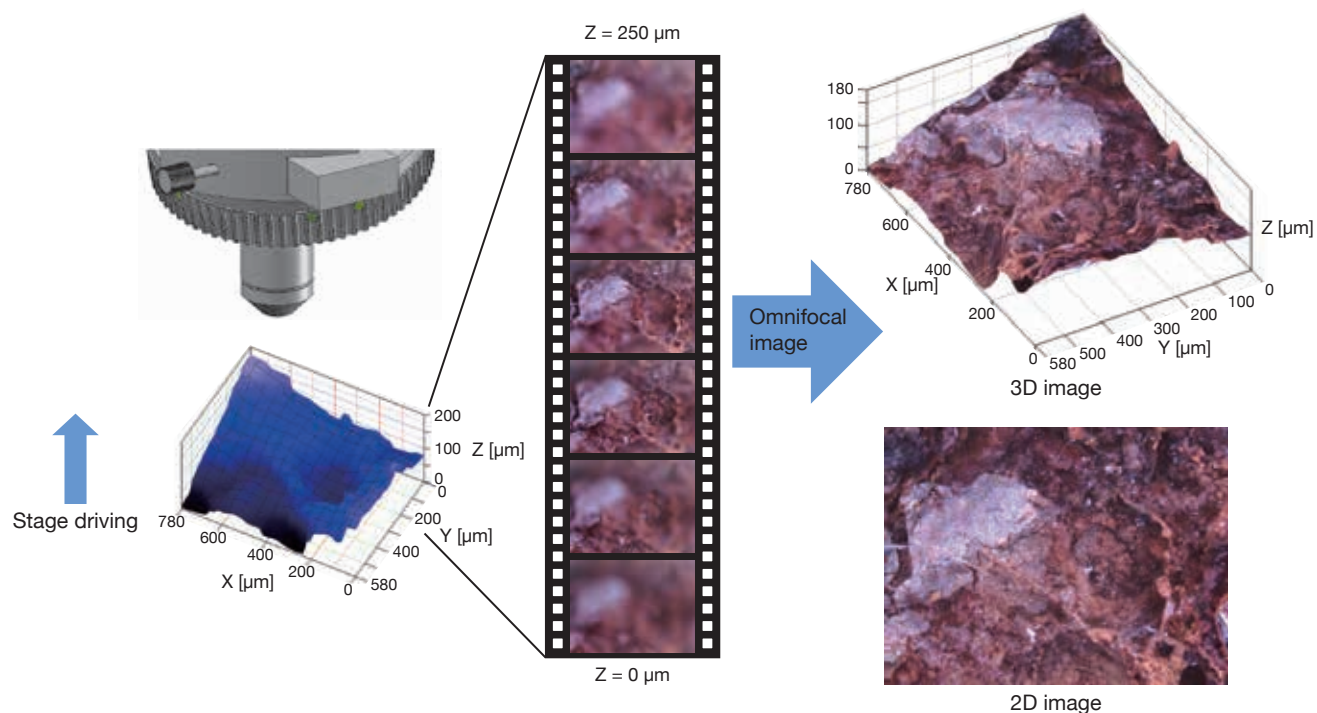 Z = 250 µm
Stage driving
200
100
0
Z [µm]
0
200
400
580
Y [µm]
780
600
400
200
0
X [µm]
Z = 0 µm
Omnifocal
image
180
100
0
Z [µm]
780
600
400
200
0
X [µm]
580
500
400
300
200
100
0
Y [µm]
3D image
2D image